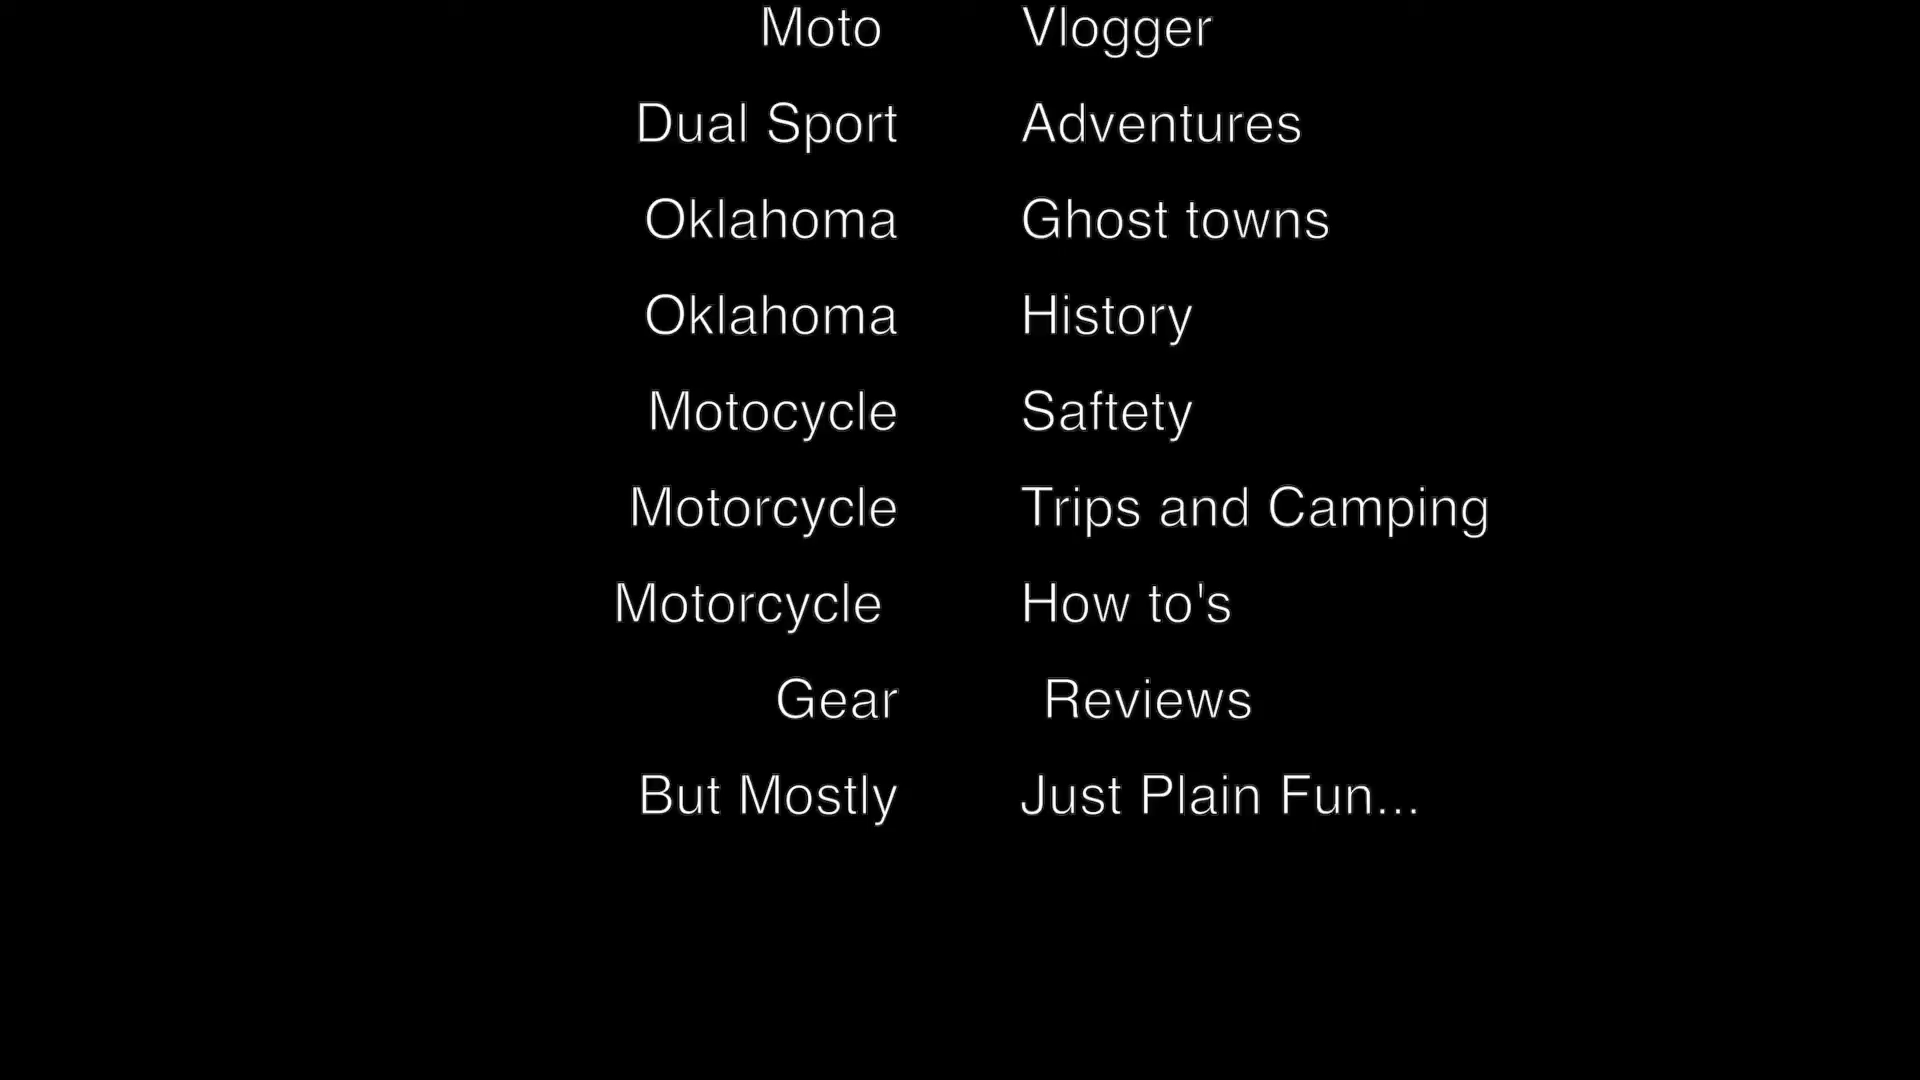 Moto Vlogger
Dual Sport Adventures
Oklahoma Ghost towns
Oklahoma History
Motocycle Saftety
Motorcycle Trips and Camping
Motorcycle How to's
Gear Reviews
But Mostly Just Plain Fun...